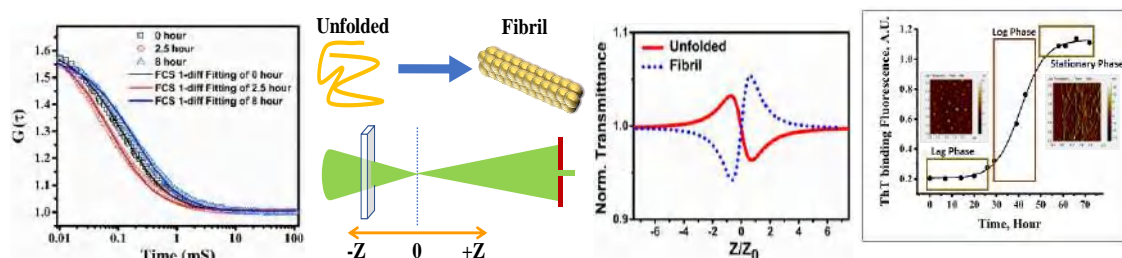 1.6
1.5
1.4
1.3
1.2
1.1
1.0
G (τ)
0 hour
2.5 hour
8 hour
FCS 1-diff Fitting of 0 hour
FCS 1-diff Fitting of 2.5 hour
FCS 1-diff Fitting of 8 hour
0.01 0.1 1 10 100
Time (mS)
Unfolded
Fibril
-Z 0 +Z
Norm. Transmittance
1.1
1.0
0.9
Unfolded
Fibril
-6 -4 -2 0 2 4 6
Z/Z0
ThT binding Fluorescence, A.U.
1.2
1.0
0.8
0.6
0.4
0.2
0.0
Log Phase
Stationary Phase
Lag Phase
0 10 20 30 40 50 60 70
Time, Hour